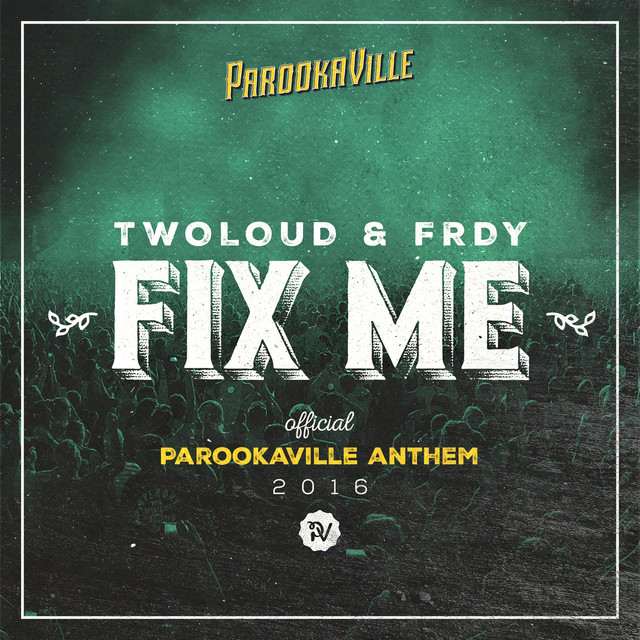 PAROOKAVILLE
TWOLOUD & FRDY
FIX ME
official
PAROOKAVILLE ANTHEM
2016
PV